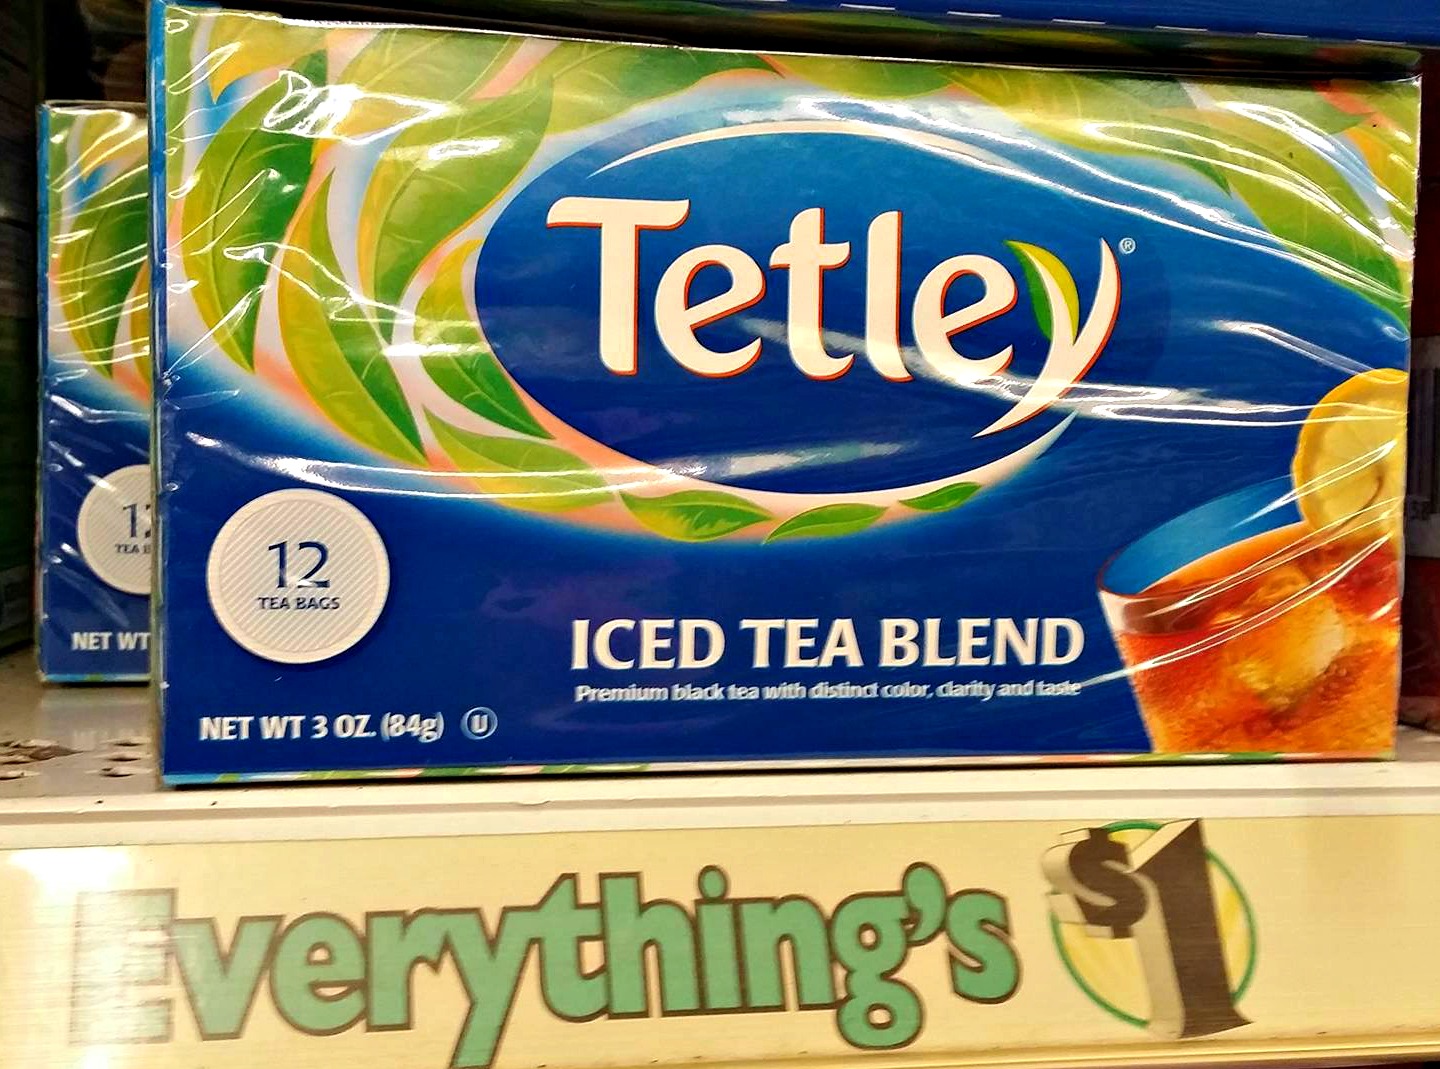 Tetley®
12
TEA BAGS
ICED TEA BLEND
Premium black tea with distinct color, clarity and taste
NET WT 3 OZ. (84g) U
NET WT
Everything's $1